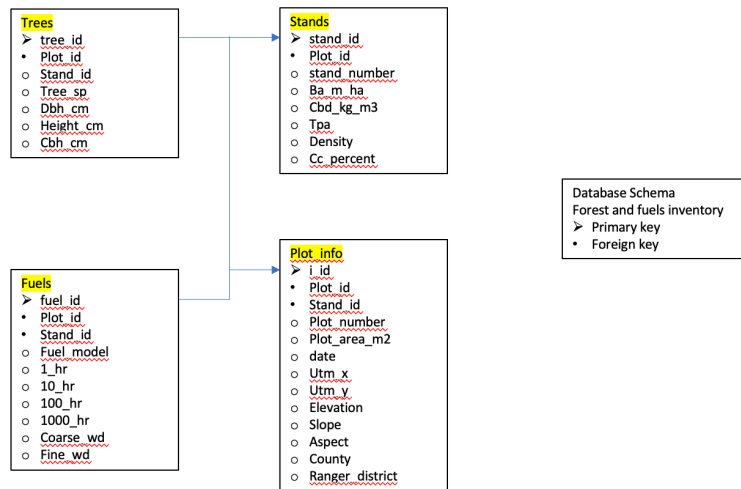 Trees
➢ tree_id
• Plot_id
○ Stand_id
○ Tree_sp
○ Dbh_cm
○ Height_cm
○ Cbh_cm
Stands
➢ stand_id
• Plot_id
○ stand_number
○ Ba_m_ha
○ Cbd_kg_m3
○ Tpa
○ Density
○ Cc_percent
Database Schema
Forest and fuels inventory
➢ Primary key
• Foreign key
Fuels
➢ fuel_id
• Plot_id
• Stand_id
○ Fuel_model
○ 1_hr
○ 10_hr
○ 100_hr
○ 1000_hr
○ Coarse_wd
○ Fine_wd
Plot_info
➢ i_id
• Plot_id
• Stand_id
○ Plot_number
○ Plot_area_m2
○ date
○ Utm_x
○ Utm_y
○ Elevation
○ Slope
○ Aspect
○ County
○ Ranger_district